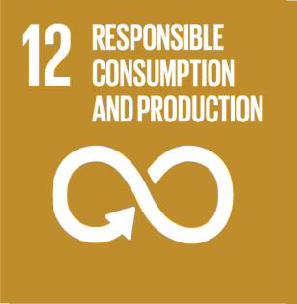 12 RESPONSIBLE
CONSUMPTION
AND PRODUCTION